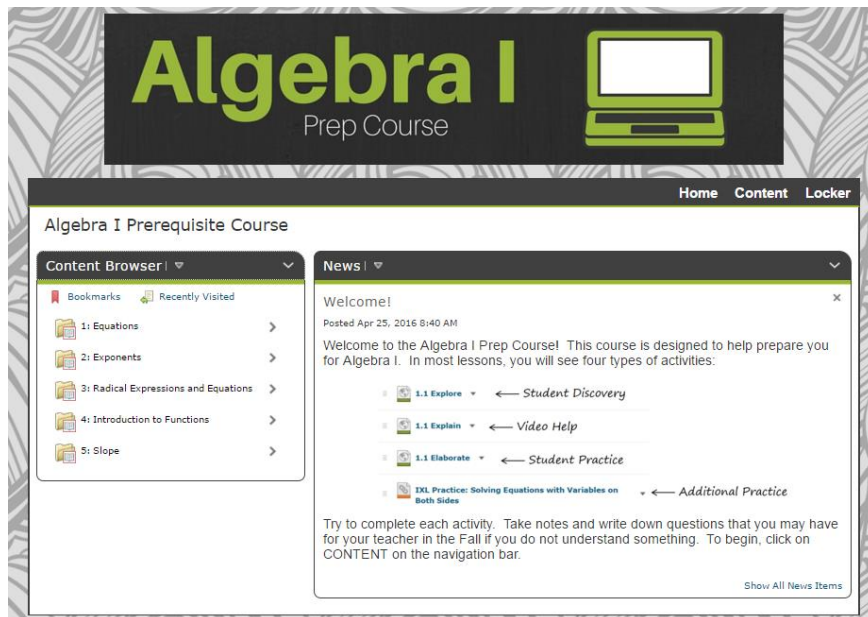 Algebra I
Prep Course
Home Content Locker
Algebra I Prerequisite Course
Content Browser
Bookmarks Recently Visited
1: Equations
2: Exponents
3: Radical Expressions and Equations
4: Introduction to Functions
5: Slope
News
Welcome!
Posted Apr 25, 2016 8:40 AM
Welcome to the Algebra I Prep Course! This course is designed to help prepare you
for Algebra I. In most lessons, you will see four types of activities:
1.1 Explore Student Discovery
1.1 Explain Video Help
1.1 Elaborate Student Practice
IXL Practice: Solving Equations with Variables on
Both Sides
Additional Practice
Try to complete each activity. Take notes and write down questions that you may have
for your teacher in the Fall if you do not understand something. To begin, click on
CONTENT on the navigation bar.
Show All News Items